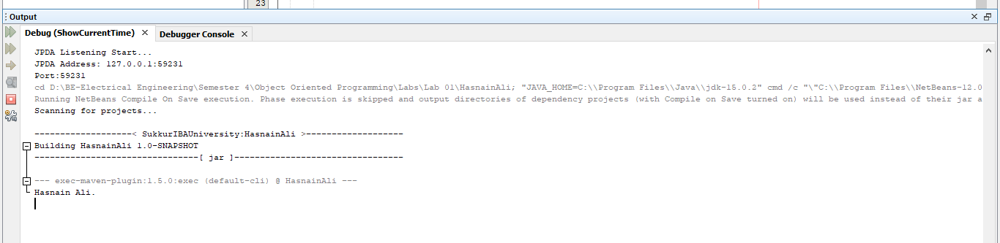 23
Output
Debug (ShowCurrentTime)
Debugger Console
JPDA Listening Start...
JPDA Address: 127.0.0.1:59231
Port:59231
cd D:\BE-Electrical Engineering\Semester 4\Object Oriented Programming\Labs\Lab 01\HasnainAli; "JAVA_HOME=C:\\Program Files\\Java\\jdk-15.0.2" cmd /c "\"C:\\Program Files\\NetBeans-12.0
Running NetBeans Compile On Save execution. Phase execution is skipped and output directories of dependency projects (with Compile on Save turned on) will be used instead of their jar a
Scanning for projects...
-------------------< SukkurIBAUniversity:HasnainAli >-------------------
Building HasnainAli 1.0-SNAPSHOT
--------------------------------[ jar ]---------------------------------
--- exec-maven-plugin:1.5.0:exec (default-cli) @ HasnainAli ---
Hasnain Ali.